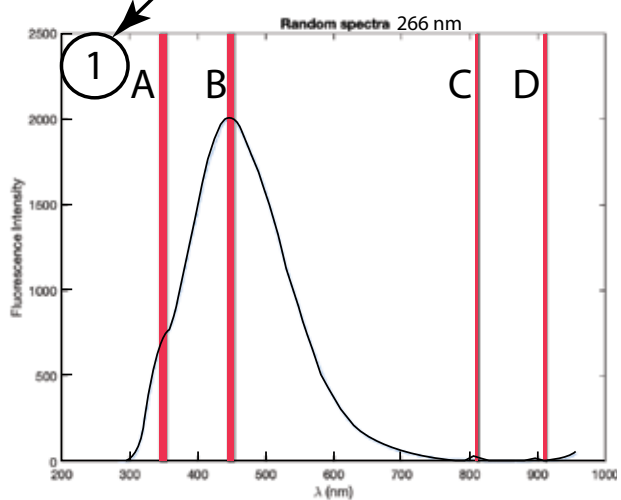 Random spectra 266 nm
2500
1
A
B
C
D
2000
1500
1000
500
0
Fluorescence Intensity
200 300 400 500 600 700 800 900 1000
λ (nm)